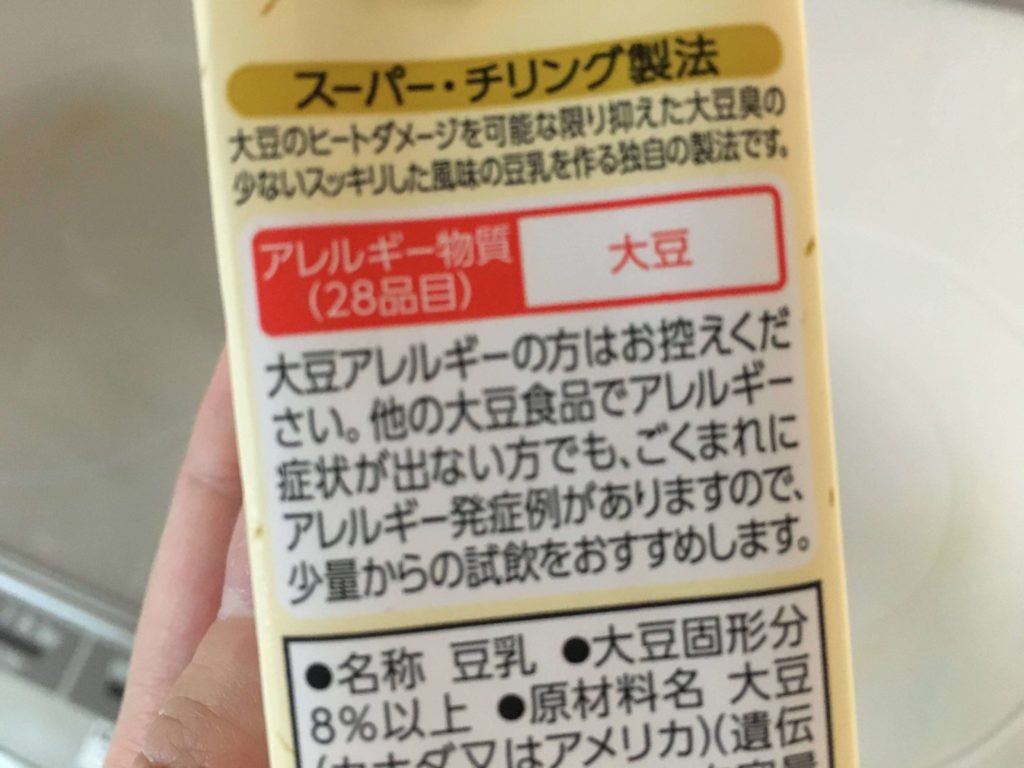 スーパー・チリング製法
大豆のヒートダメージを可能な限り抑えた大豆臭の
少ないスッキリした風味の豆乳を作る独自の製法です。
アレルギー物質
(28品目)
大豆
大豆アレルギーの方はお控えくだ
さい。他の大豆食品でアレルギー
症状が出ない方でも、ごくまれに
アレルギー発症例がありますので、
少量からの試飲をおすすめします。
●名称 豆乳 ●大豆固形分
8%以上 ●原材料名 大豆
(カナダ又はアメリカ)(遺伝